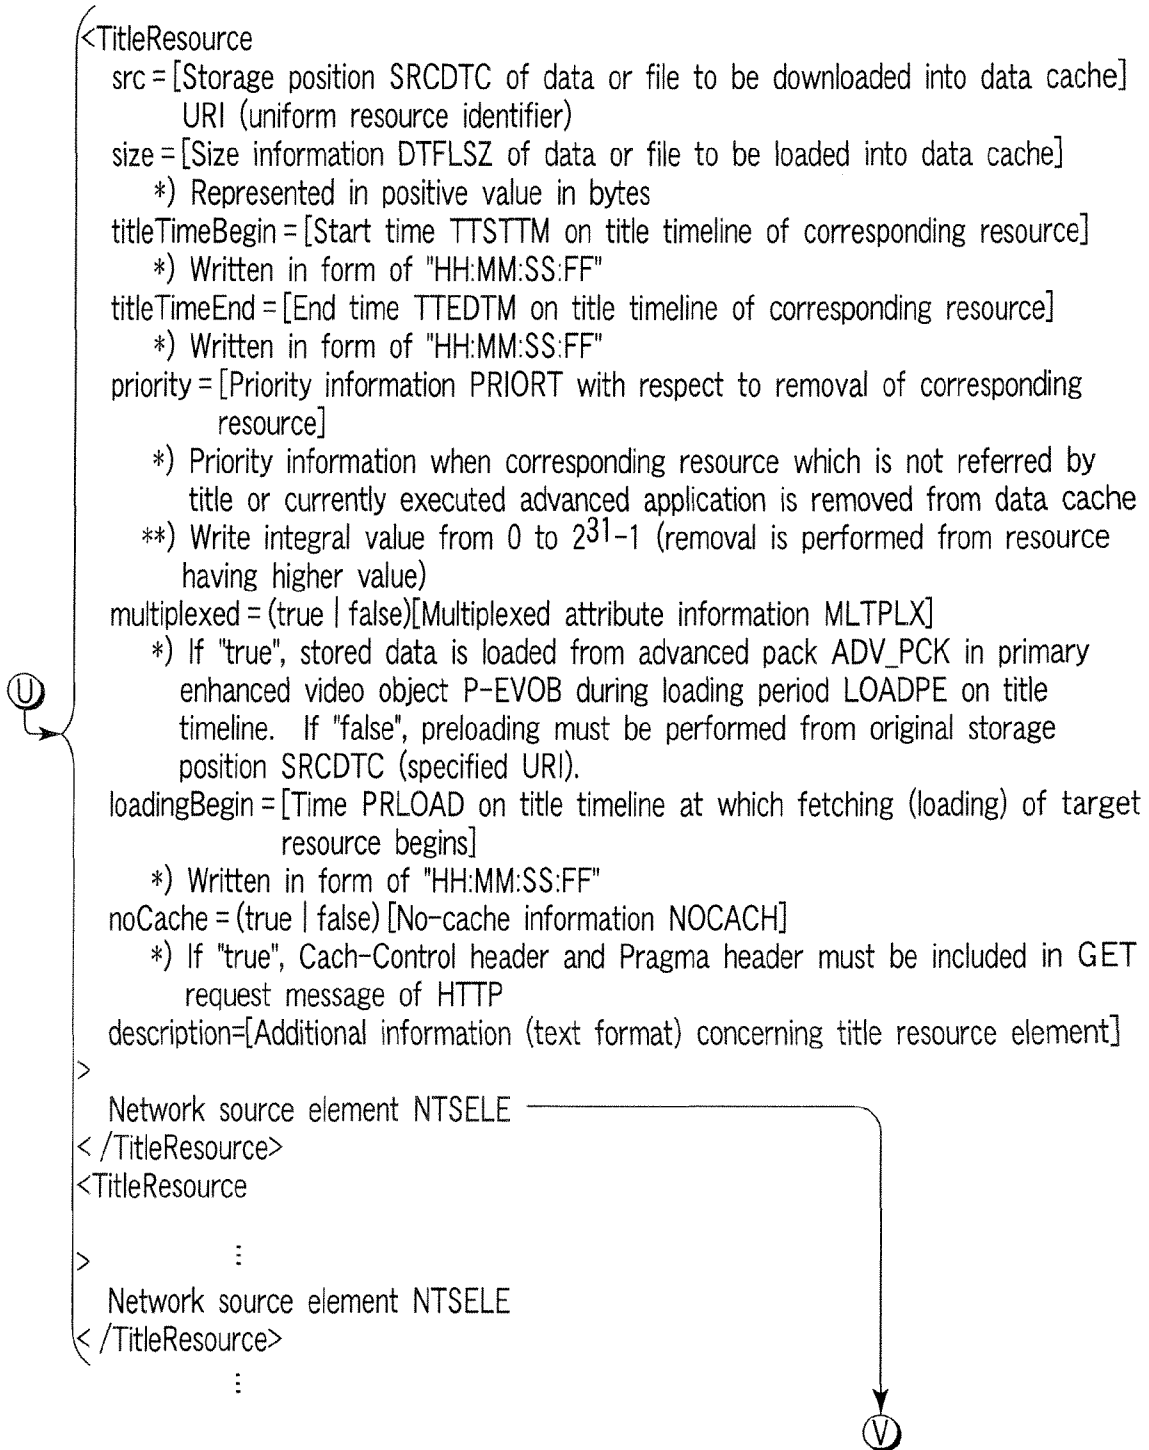 <TitleResource
src=[Storage position SRCDTC of data or file to be downloaded into data cache]
URI (uniform resource identifier)
size=[Size information DTFLSZ of data or file to be loaded into data cache]
*) Represented in positive value in bytes
titleTimeBegin=[Start time TTSTTM on title timeline of corresponding resource]
*) Written in form of "HH:MM:SS:FF"
titleTimeEnd=[End time TTEDTM on title timeline of corresponding resource]
*) Written in form of "HH:MM:SS:FF"
priority=[Priority information PRIORT with respect to removal of corresponding
resource]
*) Priority information when corresponding resource which is not referred by
title or currently executed advanced application is removed from data cache
**) Write integral value from 0 to 2³¹-1 (removal is performed from resource
having higher value)
multiplexed=(true | false)[Multiplexed attribute information MLTPLX]
*) If "true", stored data is loaded from advanced pack ADV_PCK in primary
enhanced video object P-EVOB during loading period LOADPE on title
timeline. If "false", preloading must be performed from original storage
position SRCDTC (specified URI).
Ⓤ
loadingBegin=[Time PRLOAD on title timeline at which fetching (loading) of target
resource begins]
*) Written in form of "HH:MM:SS:FF"
noCache=(true | false) [No-cache information NOCACH]
*) If "true", Cach-Control header and Pragma header must be included in GET
request message of HTTP
description=[Additional information (text format) concerning title resource element]
>
Network source element NTSELE
< /TitleResource>
<TitleResource
⋮
>
Network source element NTSELE
< /TitleResource>
⋮
Ⓥ